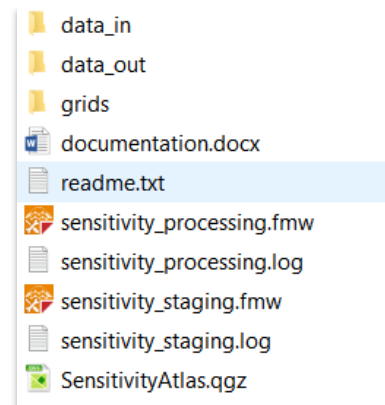 data_in
data_out
grids
documentation.docx
readme.txt
sensitivity_processing.fmw
sensitivity_processing.log
sensitivity_staging.fmw
sensitivity_staging.log
SensitivityAtlas.qgz